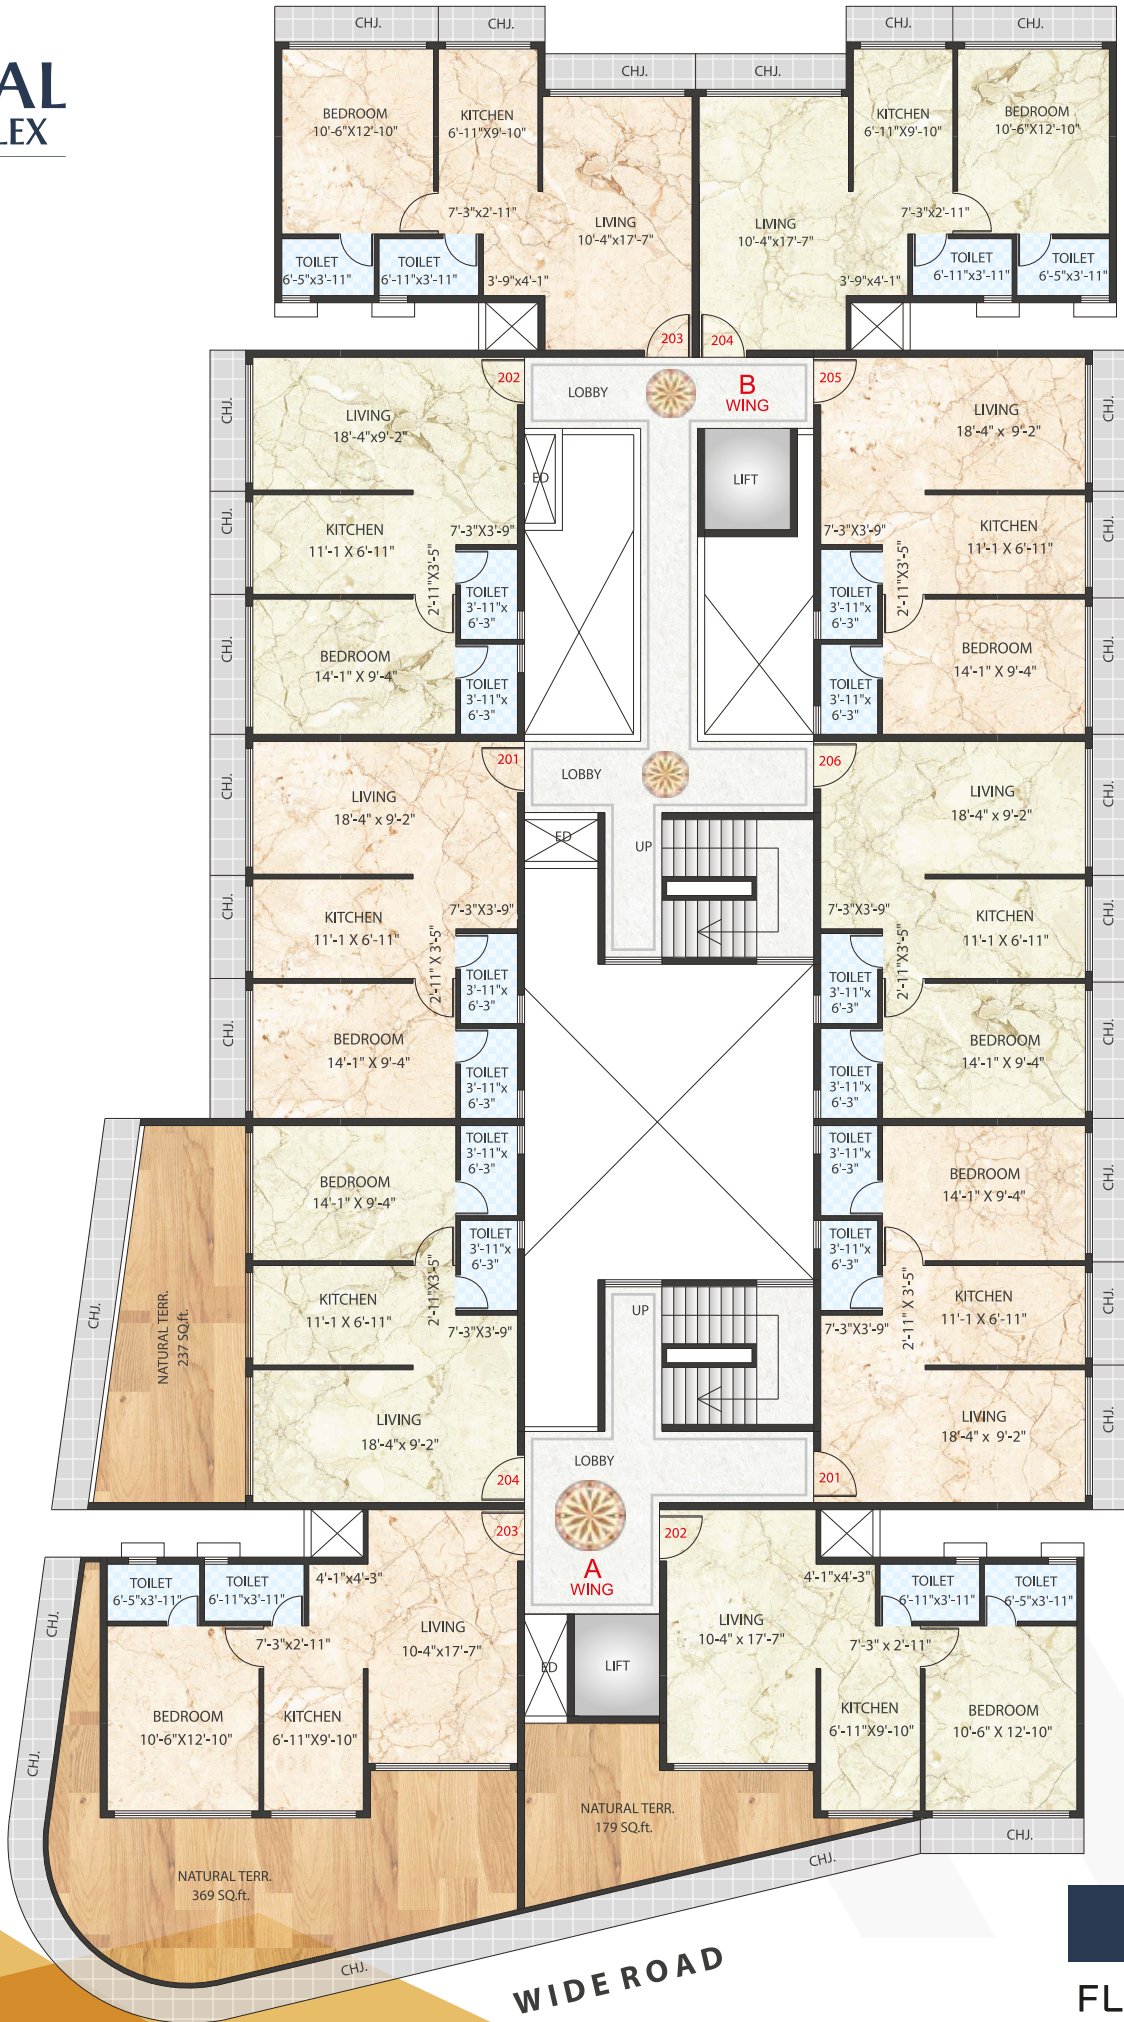 AL
LEX
CHJ.
CHJ.
CHJ.
CHJ.
CHJ.
CHJ.
BEDROOM
10'-6"X12'-10"
KITCHEN
6'-11"X9'-10"
KITCHEN
6'-11"X9'-10"
BEDROOM
10'-6"X12'-10"
7'-3"x2'-11"
LIVING
10'-4"x17'-7"
LIVING
10'-4"x17'-7"
7'-3"x2'-11"
TOILET
6'-5"x3'-11"
TOILET
6'-11"x3'-11"
3'-9"x4'-1"
3'-9"x4'-1"
TOILET
6'-11"x3'-11"
TOILET
6'-5"x3'-11"
203
204
202
LOBBY
B
WING
205
CHJ.
LIVING
18'-4"x9'-2"
LIVING
18'-4" x 9'-2"
CHJ.
ED
LIFT
CHJ.
KITCHEN
11'-1 X 6'-11"
7'-3"X3'-9"
7'-3"X3'-9"
KITCHEN
11'-1 X 6'-11"
CHJ.
2'-11"X3'-5"
TOILET
3'-11"x
6'-3"
TOILET
3'-11"x
6'-3"
2'-11"X3'-5"
CHJ.
BEDROOM
14'-1" X 9'-4"
TOILET
3'-11"x
6'-3"
TOILET
3'-11"x
6'-3"
BEDROOM
14'-1" X 9'-4"
CHJ.
201
LOBBY
206
CHJ.
LIVING
18'-4" x 9'-2"
LIVING
18'-4" x 9'-2"
CHJ.
ED
UP
CHJ.
KITCHEN
11'-1 X 6'-11"
7'-3"X3'-9"
7'-3"X3'-9"
KITCHEN
11'-1 X 6'-11"
CHJ.
2'-11" X 3'-5"
TOILET
3'-11"x
6'-3"
TOILET
3'-11"x
6'-3"
2'-11"X3'-5"
CHJ.
BEDROOM
14'-1" X 9'-4"
TOILET
3'-11"x
6'-3"
TOILET
3'-11"x
6'-3"
BEDROOM
14'-1" X 9'-4"
CHJ.
BEDROOM
14'-1" X 9'-4"
TOILET
3'-11"x
6'-3"
TOILET
3'-11"x
6'-3"
BEDROOM
14'-1" X 9'-4"
CHJ.
TOILET
3'-11"x
6'-3"
TOILET
3'-11"x
6'-3"
CHJ.
NATURAL TERR.
237 SQ.ft.
KITCHEN
11'-1 X 6'-11"
2'-11"X3'-5"
7'-3"X3'-9"
UP
7'-3"X3'-9"
2'-11" X 3'-5"
KITCHEN
11'-1 X 6'-11"
CHJ.
LIVING
18'-4"x 9'-2"
LIVING
18'-4" x 9'-2"
CHJ.
204
LOBBY
201
203
202
A
WING
CHJ.
TOILET
6'-5"x3'-11"
TOILET
6'-11"x3'-11"
4'-1"x4'-3"
4'-1"x4'-3"
TOILET
6'-11"x3'-11"
TOILET
6'-5"x3'-11"
7'-3"x2'-11"
LIVING
10-4"x17'-7"
LIVING
10-4" x 17'-7"
7'-3" x 2'-11"
ED
LIFT
BEDROOM
10'-6"X12'-10"
KITCHEN
6'-11"X9'-10"
KITCHEN
6'-11"X9'-10"
BEDROOM
10'-6" X 12'-10"
CHJ.
NATURAL TERR.
179 SQ.ft.
CHJ.
CHJ.
NATURAL TERR.
369 SQ.ft.
CHJ.
WIDE ROAD
FL